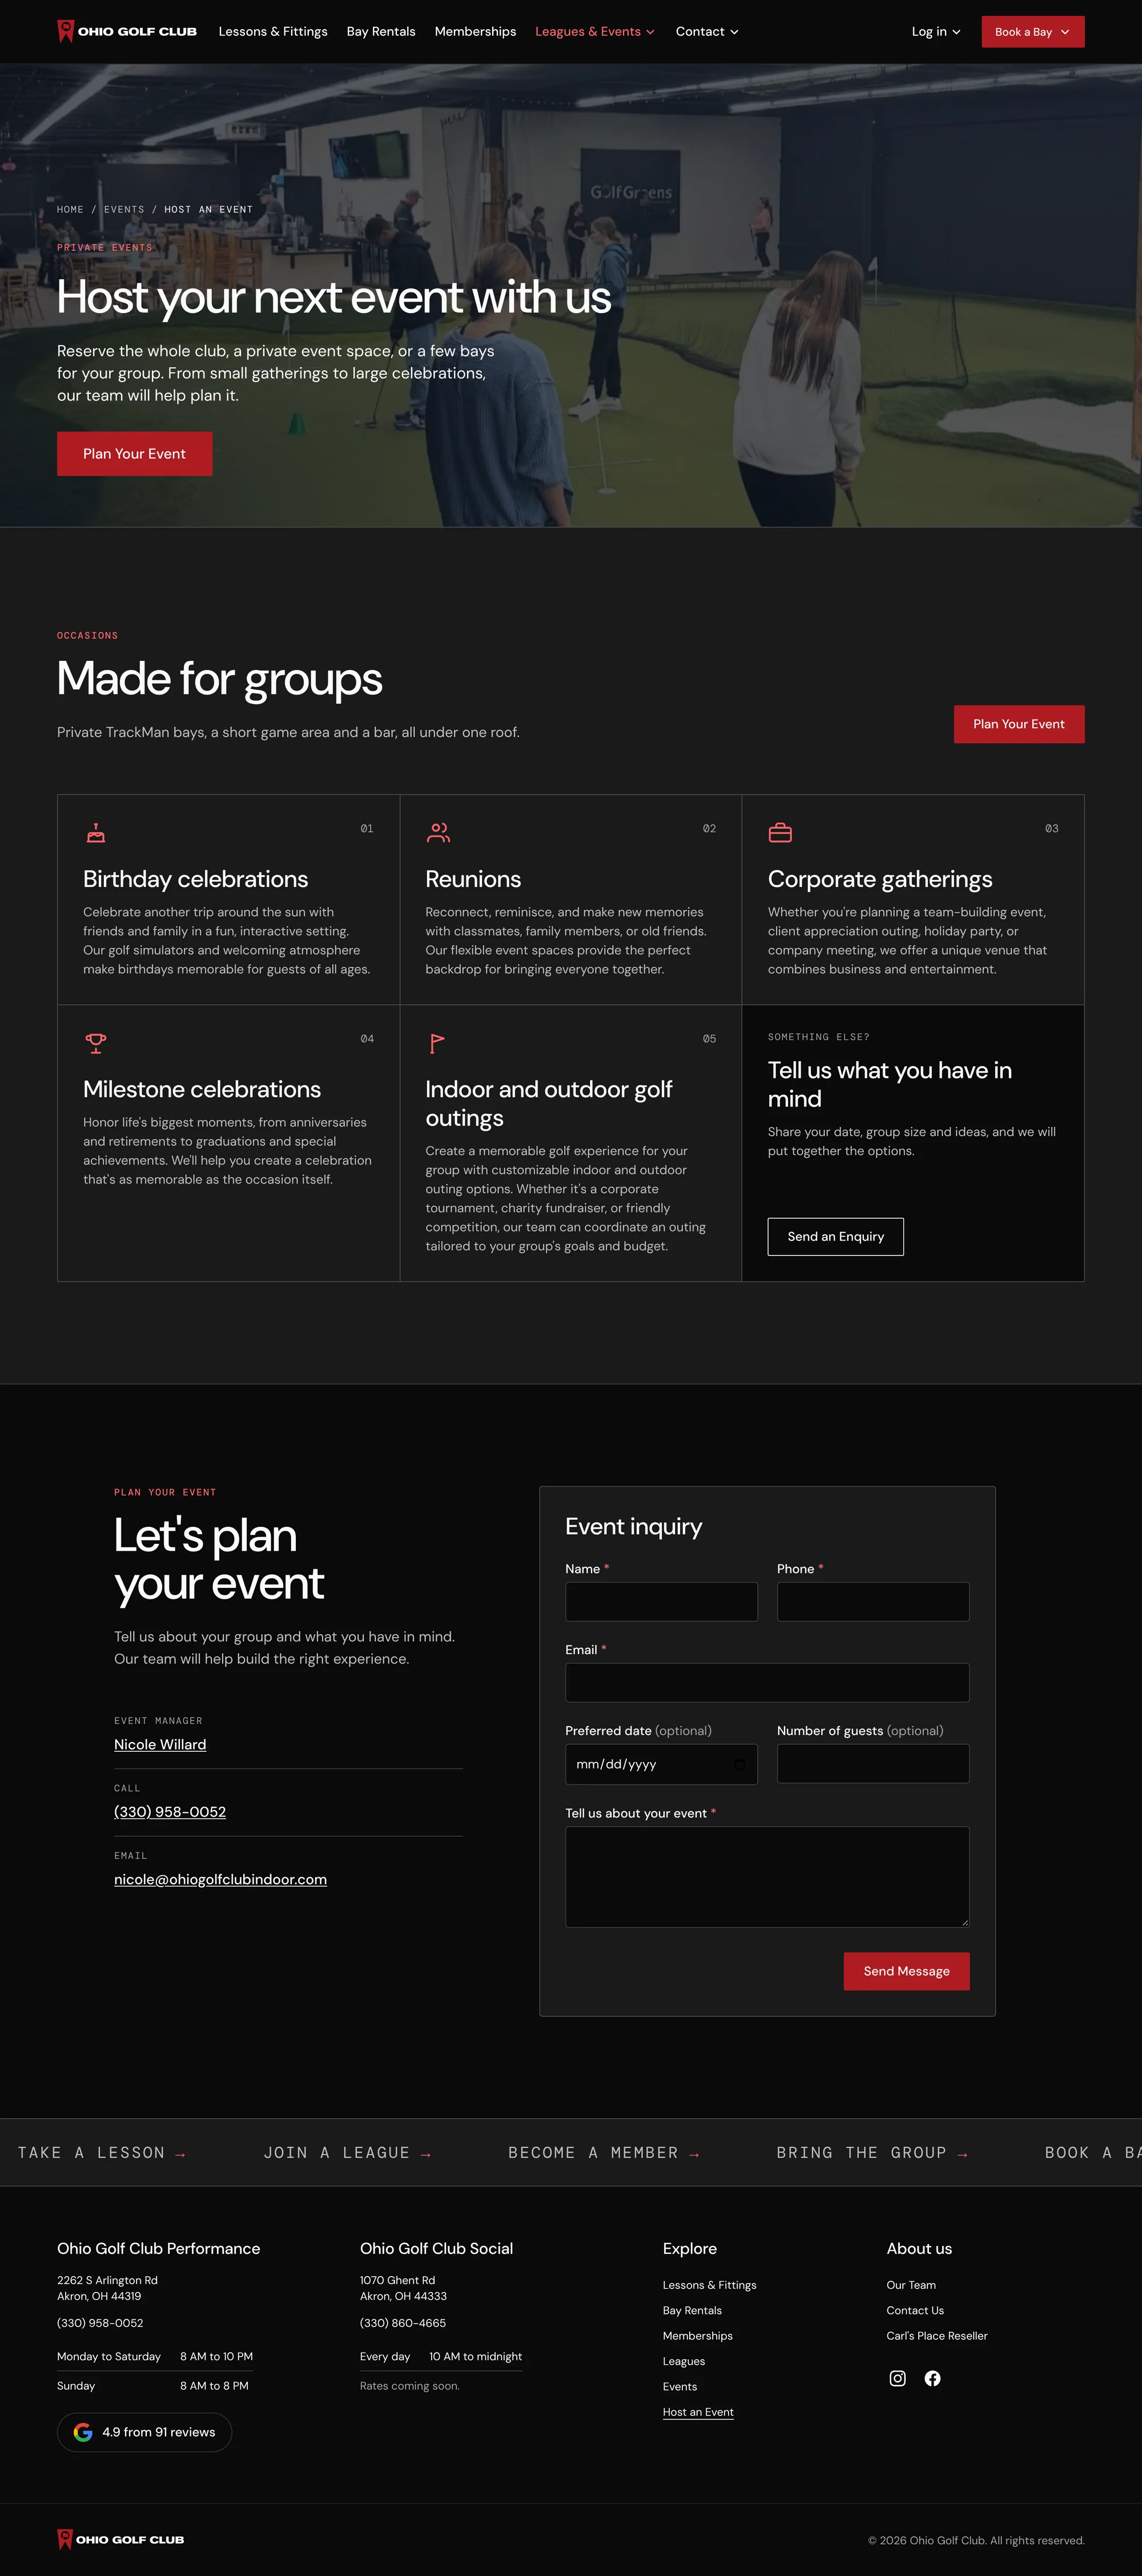 OHIO GOLF CLUB
Lessons & Fittings
Bay Rentals
Memberships
Leagues & Events
Contact
Log in
Book a Bay
GolfGreens
HOME / EVENTS / HOST AN EVENT
PRIVATE EVENTS
Host your next event with us
Reserve the whole club, a private event space, or a few bays
for your group. From small gatherings to large celebrations,
our team will help plan it.
Plan Your Event
OCCASIONS
Made for groups
Private TrackMan bays, a short game area and a bar, all under one roof.
Plan Your Event
01
Birthday celebrations
Celebrate another trip around the sun with
friends and family in a fun, interactive setting.
Our golf simulators and welcoming atmosphere
make birthdays memorable for guests of all ages.
02
Reunions
Reconnect, reminisce, and make new memories
with classmates, family members, or old friends.
Our flexible event spaces provide the perfect
backdrop for bringing everyone together.
03
Corporate gatherings
Whether you're planning a team-building event,
client appreciation outing, holiday party, or
company meeting, we offer a unique venue that
combines business and entertainment.
04
Milestone celebrations
Honor life's biggest moments, from anniversaries
and retirements to graduations and special
achievements. We'll help you create a celebration
that's as memorable as the occasion itself.
05
Indoor and outdoor golf
outings
Create a memorable golf experience for your
group with customizable indoor and outdoor
outing options. Whether it's a corporate
tournament, charity fundraiser, or friendly
competition, our team can coordinate an outing
tailored to your group's goals and budget.
SOMETHING ELSE?
Tell us what you have in
mind
Share your date, group size and ideas, and we will
put together the options.
Send an Enquiry
PLAN YOUR EVENT
Let's plan
your event
Tell us about your group and what you have in mind.
Our team will help build the right experience.
EVENT MANAGER
Nicole Willard
CALL
(330) 958-0052
EMAIL
nicole@ohiogolfclubindoor.com
Event inquiry
Name *
Phone *
Email *
Preferred date (optional)
Number of guests (optional)
mm/dd/yyyy
Tell us about your event *
Send Message
TAKE A LESSON →
JOIN A LEAGUE →
BECOME A MEMBER →
BRING THE GROUP →
BOOK A BA
Ohio Golf Club Performance
2262 S Arlington Rd
Akron, OH 44319
(330) 958-0052
Monday to Saturday 8 AM to 10 PM
Sunday 8 AM to 8 PM
4.9 from 91 reviews
Ohio Golf Club Social
1070 Ghent Rd
Akron, OH 44333
(330) 860-4665
Every day 10 AM to midnight
Rates coming soon.
Explore
Lessons & Fittings
Bay Rentals
Memberships
Leagues
Events
Host an Event
About us
Our Team
Contact Us
Carl's Place Reseller
OHIO GOLF CLUB
© 2026 Ohio Golf Club. All rights reserved.